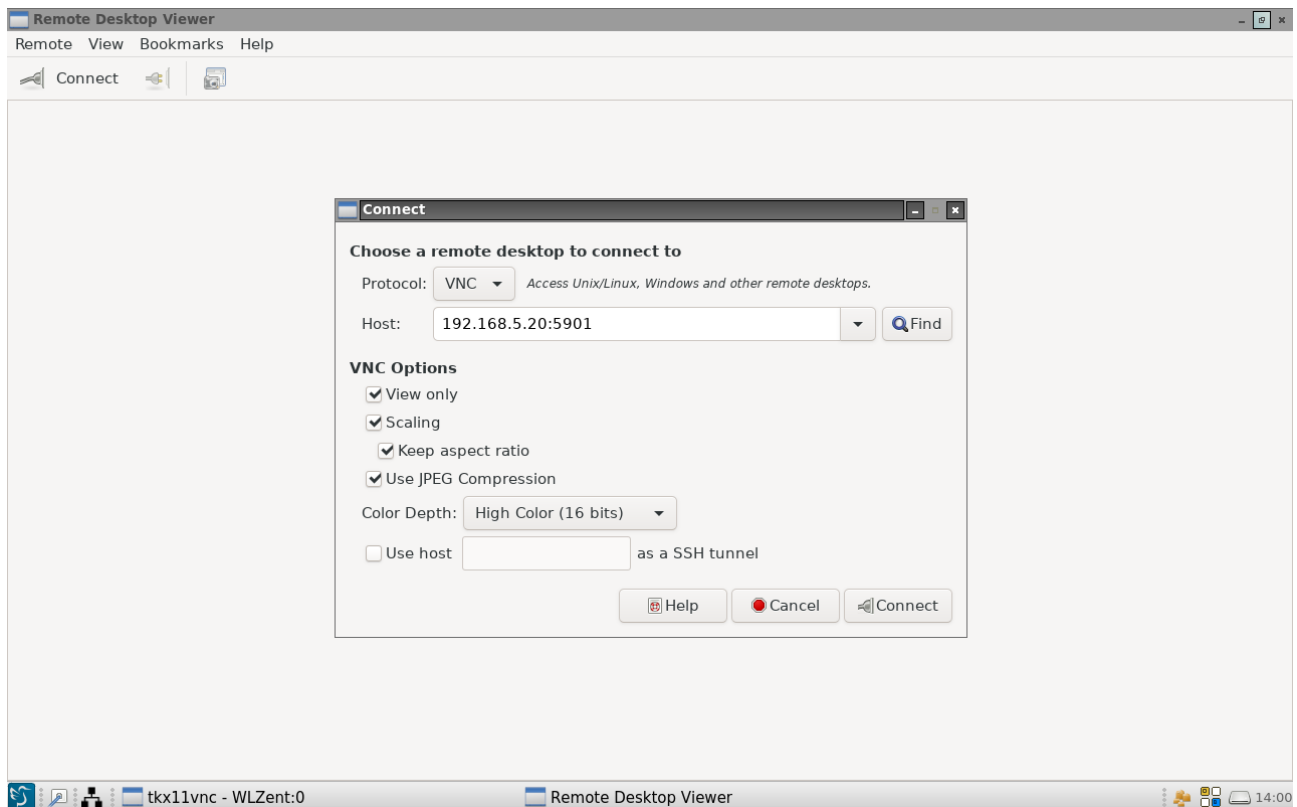 Remote Desktop Viewer
Remote View Bookmarks Help
Connect
Connect
Choose a remote desktop to connect to
Protocol: VNC Access Unix/Linux, Windows and other remote desktops.
Host: 192.168.5.20:5901 Find
VNC Options
View only
Scaling
Keep aspect ratio
Use JPEG Compression
Color Depth: High Color (16 bits)
Use host as a SSH tunnel
Help Cancel Connect
tkx11vnc - WLZent:0 Remote Desktop Viewer 14:00